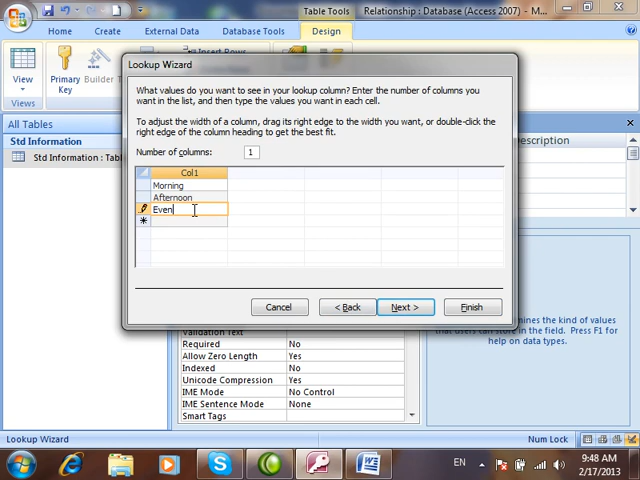 Table Tools
Relationship : Database (Access 2007) - M...
Home
Create
External Data
Database Tools
Design
View
Primary Key
Builder
Insert Rows
Views
Lookup Wizard
What values do you want to see in your lookup column? Enter the number of columns you
want in the list, and then type the values you want in each cell.
To adjust the width of a column, drag its right edge to the width you want, or double-click the
right edge of the column heading to get the best fit.
Number of columns: 1
Col1
Morning
Afternoon
Even
Cancel
< Back
Next >
Finish
All Tables
Std Information
Std Information : Tab
Description
Validation Text
Required No
Allow Zero Length Yes
Indexed No
Unicode Compression Yes
IME Mode No Control
IME Sentence Mode None
Smart Tags
mines the kind of values
that users can store in the field. Press F1 for
help on data types.
Lookup Wizard
Num Lock
EN
9:48 AM
2/17/2013